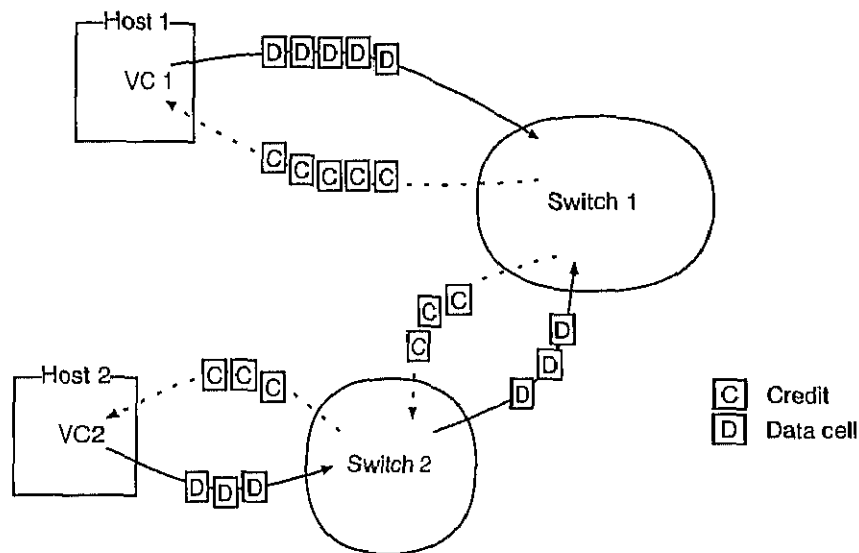 Host 1
VC 1
D D D D D
C C C C C
Switch 1
C C C
D D D
Host 2
VC2
C C C
D D D
Switch 2
C Credit
D Data cell